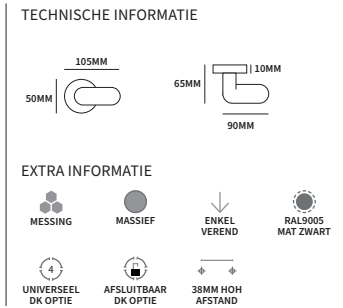 TECHNISCHE INFORMATIE
105MM
50MM
10MM
65MM
90MM
EXTRA INFORMATIE
MESSING
MASSIEF
ENKEL
VEREND
RAL9005
MAT ZWART
4
UNIVERSEEL
DK OPTIE
AFSLUITBAAR
DK OPTIE
38MM HOH
AFSTAND